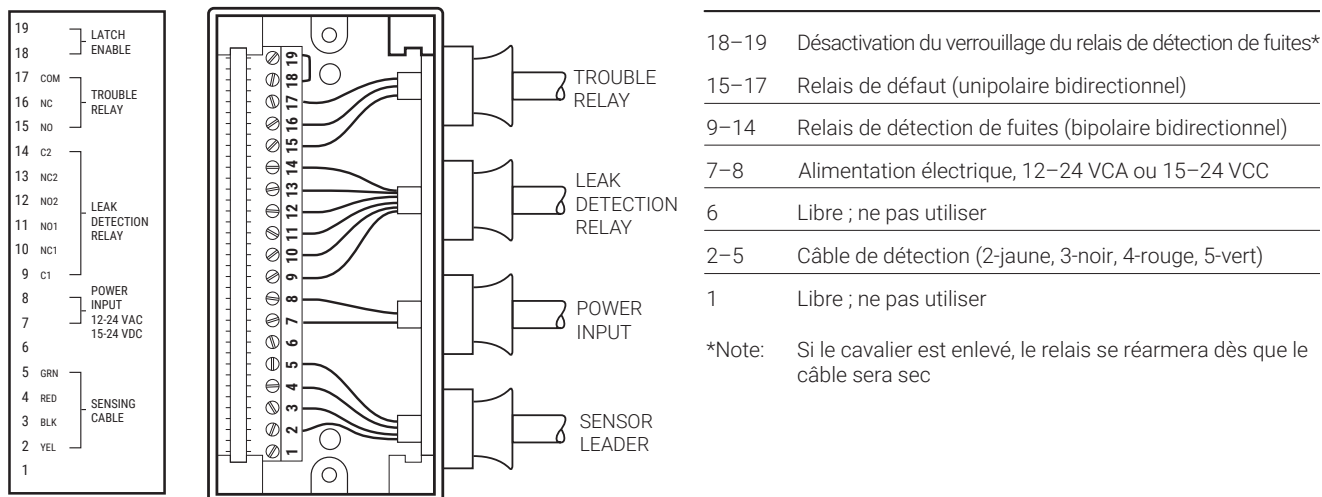 19
LATCH
ENABLE
18
17 COM
16 NC
TROUBLE
RELAY
15 NO
14 C2
13 NC2
12 NO2
11 NO1
LEAK
DETECTION
RELAY
10 NC1
9 C1
8
POWER
INPUT
12-24 VAC
15-24 VDC
7
6
5 GRN
4 RED
SENSING
CABLE
3 BLK
2 YEL
1
19
18
17
16
15
14
13
12
11
10
9
8
7
6
5
4
3
2
1
TROUBLE
RELAY
LEAK
DETECTION
RELAY
POWER
INPUT
SENSOR
LEADER
18–19 Désactivation du verrouillage du relais de détection de fuites*
15–17 Relais de défaut (unipolaire bidirectionnel)
9–14 Relais de détection de fuites (bipolaire bidirectionnel)
7–8 Alimentation électrique, 12–24 VCA ou 15–24 VCC
6 Libre ; ne pas utiliser
2–5 Câble de détection (2-jaune, 3-noir, 4-rouge, 5-vert)
1 Libre ; ne pas utiliser
*Note: Si le cavalier est enlevé, le relais se réarmera dès que le
câble sera sec